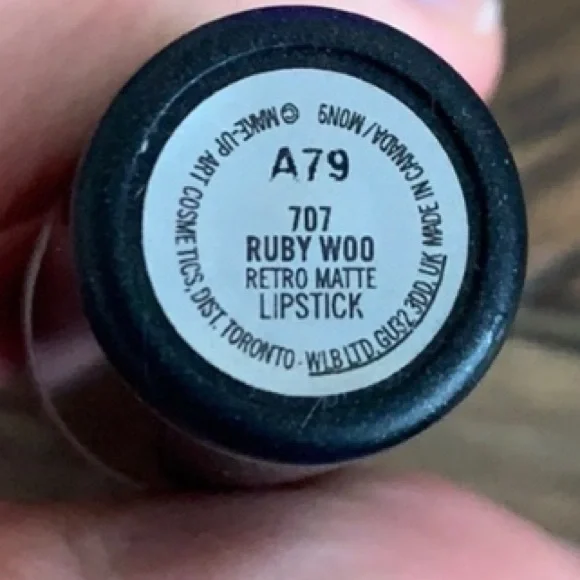 A79
707
RUBY WOO
RETRO MATTE
LIPSTICK
© MAKE-UP ART COSMETICS, DIST. TORONTO - WLB LTD, GU32 3DD, UK MADE IN CANADA/MON9